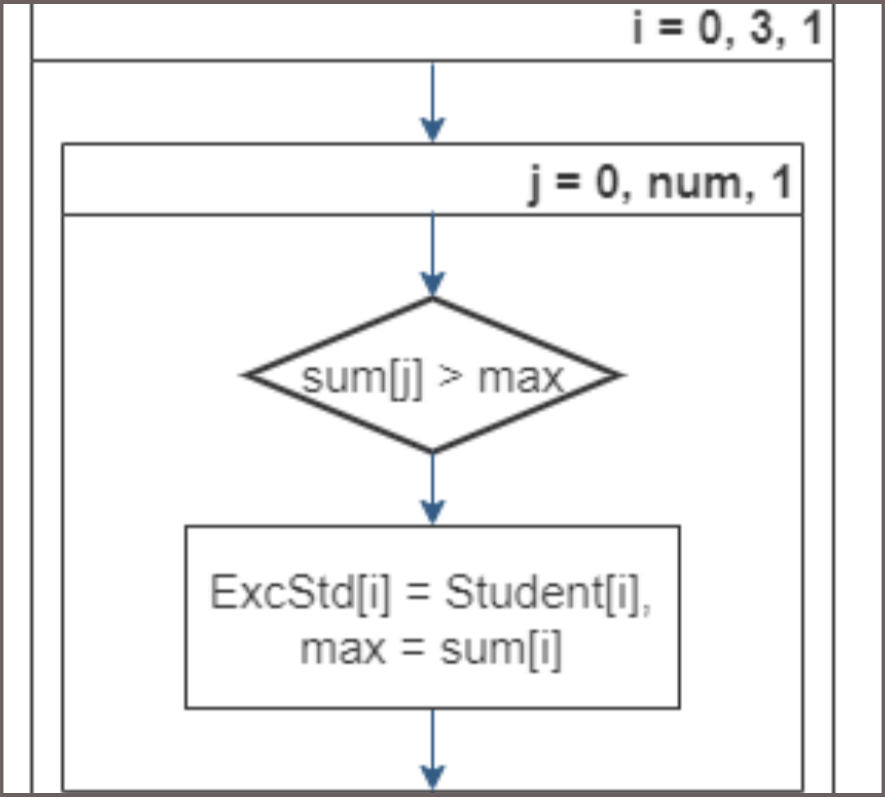 i = 0, 3, 1
j = 0, num, 1
sum[j] > max
ExcStd[i] = Student[i],
max = sum[i]